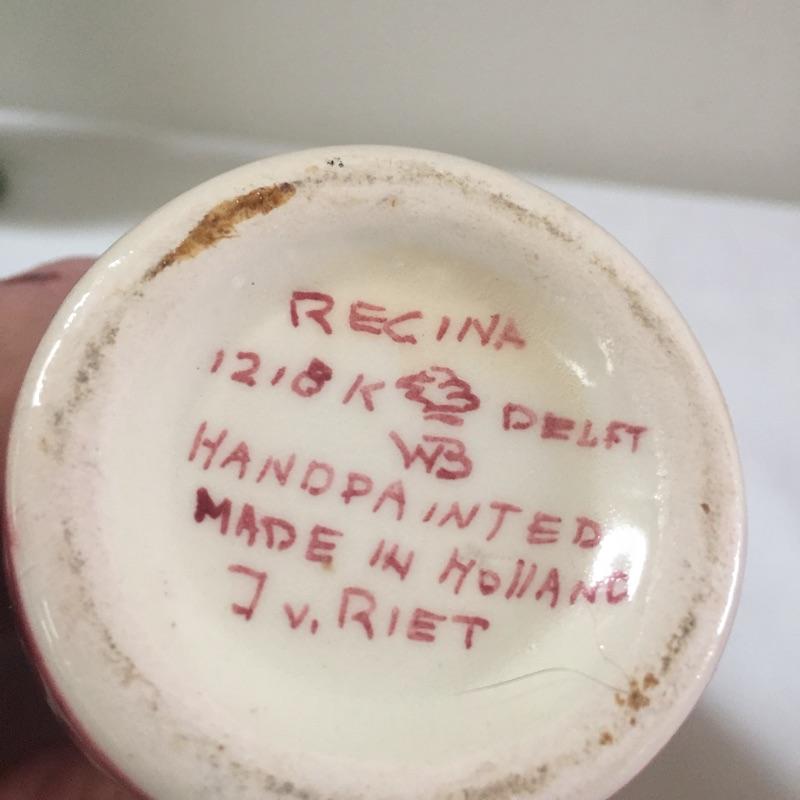 REGINA
1218 K DELFT
WB
HANDPAINTED
MADE IN HOllAND
J v. RIET